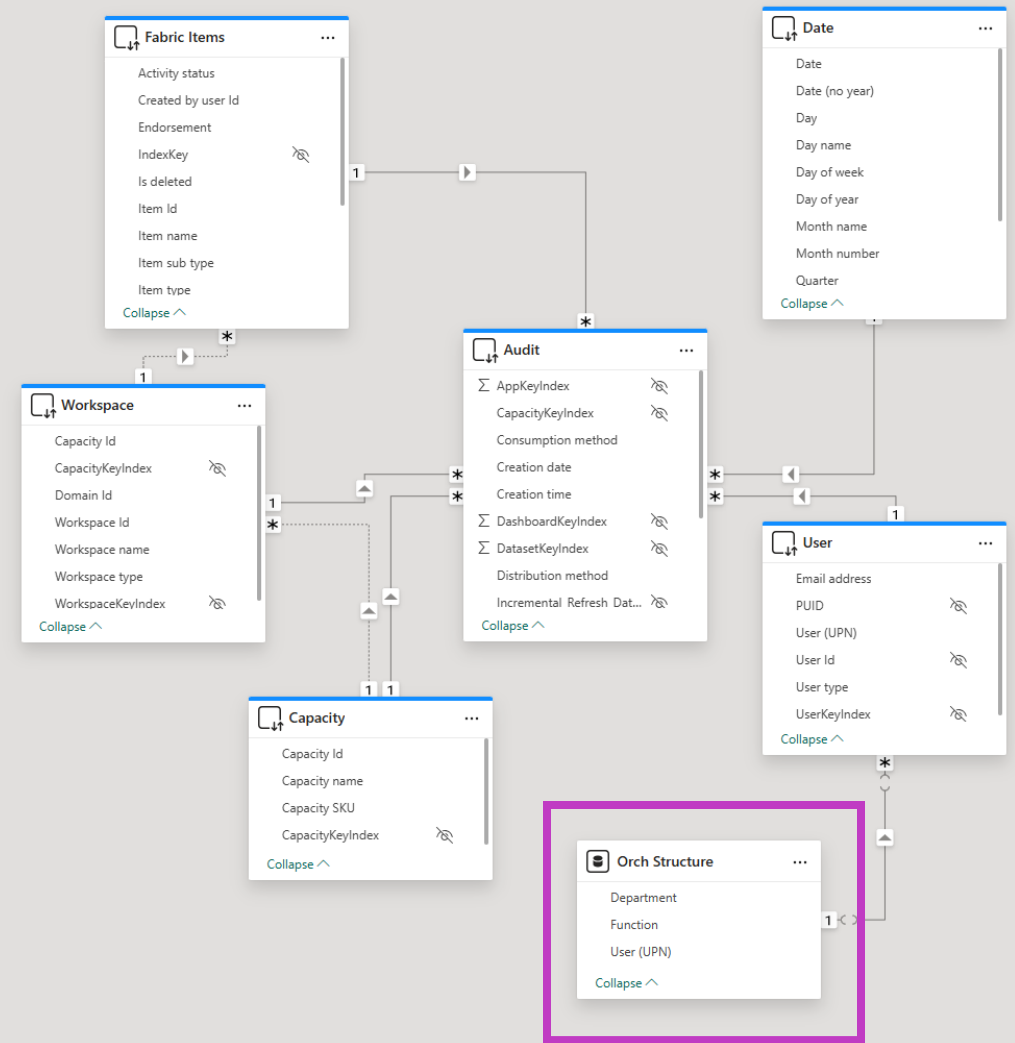 Fabric Items
Activity status
Created by user Id
Endorsement
IndexKey
Is deleted
Item Id
Item name
Item sub type
Item type
Collapse
1
*
*
1
Date
Date
Date (no year)
Day
Day name
Day of week
Day of year
Month name
Month number
Quarter
Collapse
1
Workspace
Capacity Id
CapacityKeyIndex
Domain Id
Workspace Id
Workspace name
Workspace type
WorkspaceKeyIndex
Collapse
1
*
Audit
Σ AppKeyIndex
CapacityKeyIndex
Consumption method
Creation date
Creation time
Σ DashboardKeyIndex
Σ DatasetKeyIndex
Distribution method
Incremental Refresh Dat...
Collapse
*
*
*
*
1
User
Email address
PUID
User (UPN)
User Id
User type
UserKeyIndex
Collapse
*
1 1
Capacity
Capacity Id
Capacity name
Capacity SKU
CapacityKeyIndex
Collapse
Orch Structure
Department
Function
User (UPN)
Collapse
1